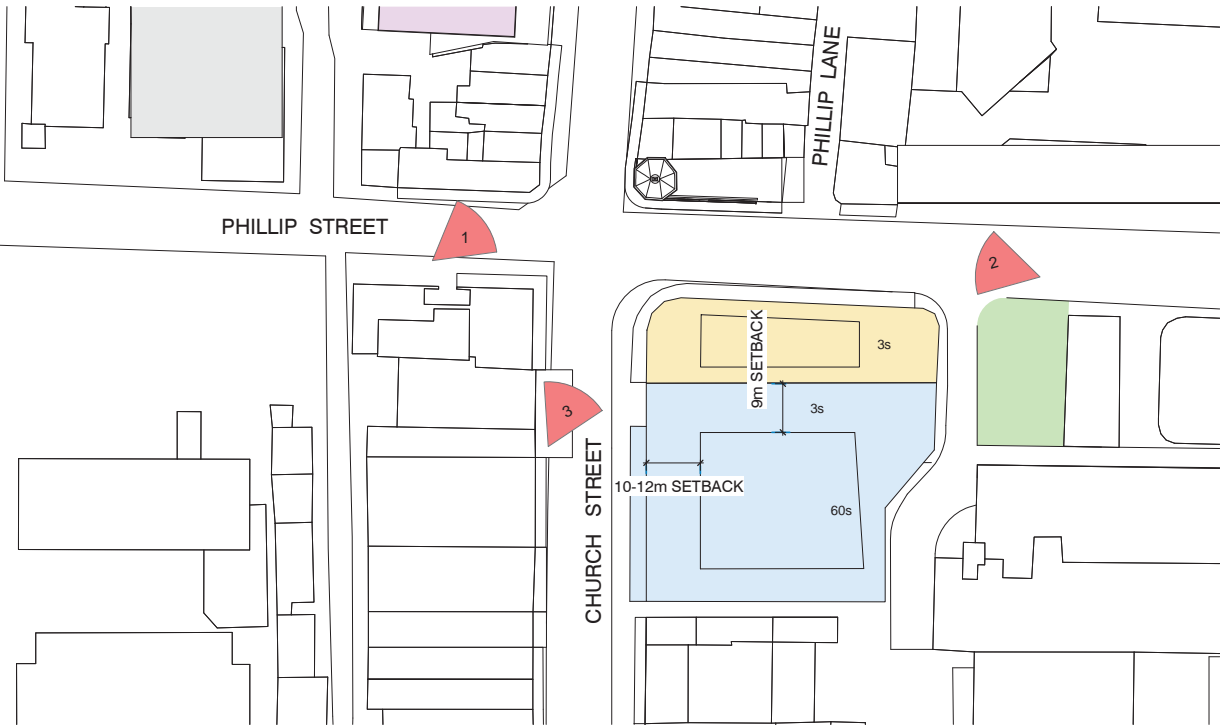 PHILLIP LANE
PHILLIP STREET
1
2
9m SETBACK
3s
3
3s
CHURCH STREET
10-12m SETBACK
60s